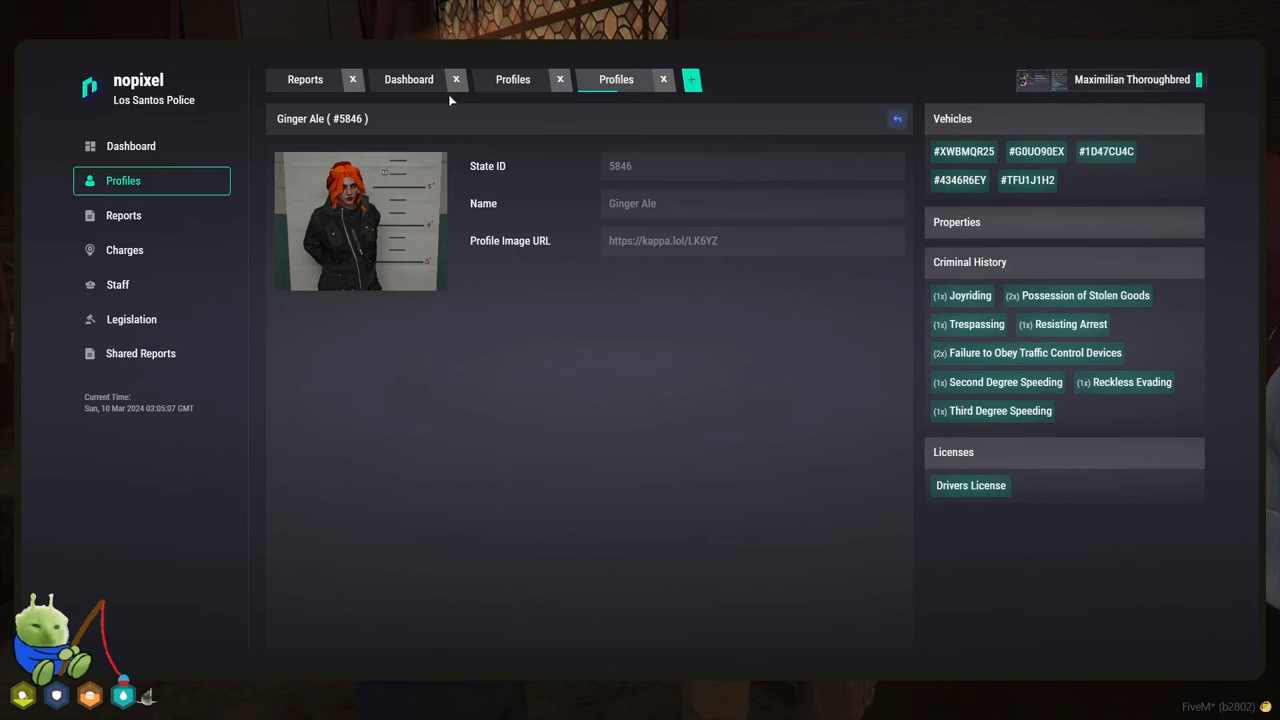 nopixel
Los Santos Police
Reports x Dashboard x Profiles x Profiles x +
Maximilian Thoroughbred
Dashboard
Profiles
Reports
Charges
Staff
Legislation
Shared Reports
Current Time:
Sun, 10 Mar 2024 03:05:07 GMT
Ginger Ale ( #5846 )
State ID 5846
Name Ginger Ale
Profile Image URL https://kappa.lol/LK6YZ
Vehicles
#XWBMQR25 #G0UO90EX #1D47CU4C
#4346R6EY #TFU1J1H2
Properties
Criminal History
(1x) Joyriding (2x) Possession of Stolen Goods
(1x) Trespassing (1x) Resisting Arrest
(2x) Failure to Obey Traffic Control Devices
(1x) Second Degree Speeding (1x) Reckless Evading
(1x) Third Degree Speeding
Licenses
Drivers License
FiveM* (b2802)